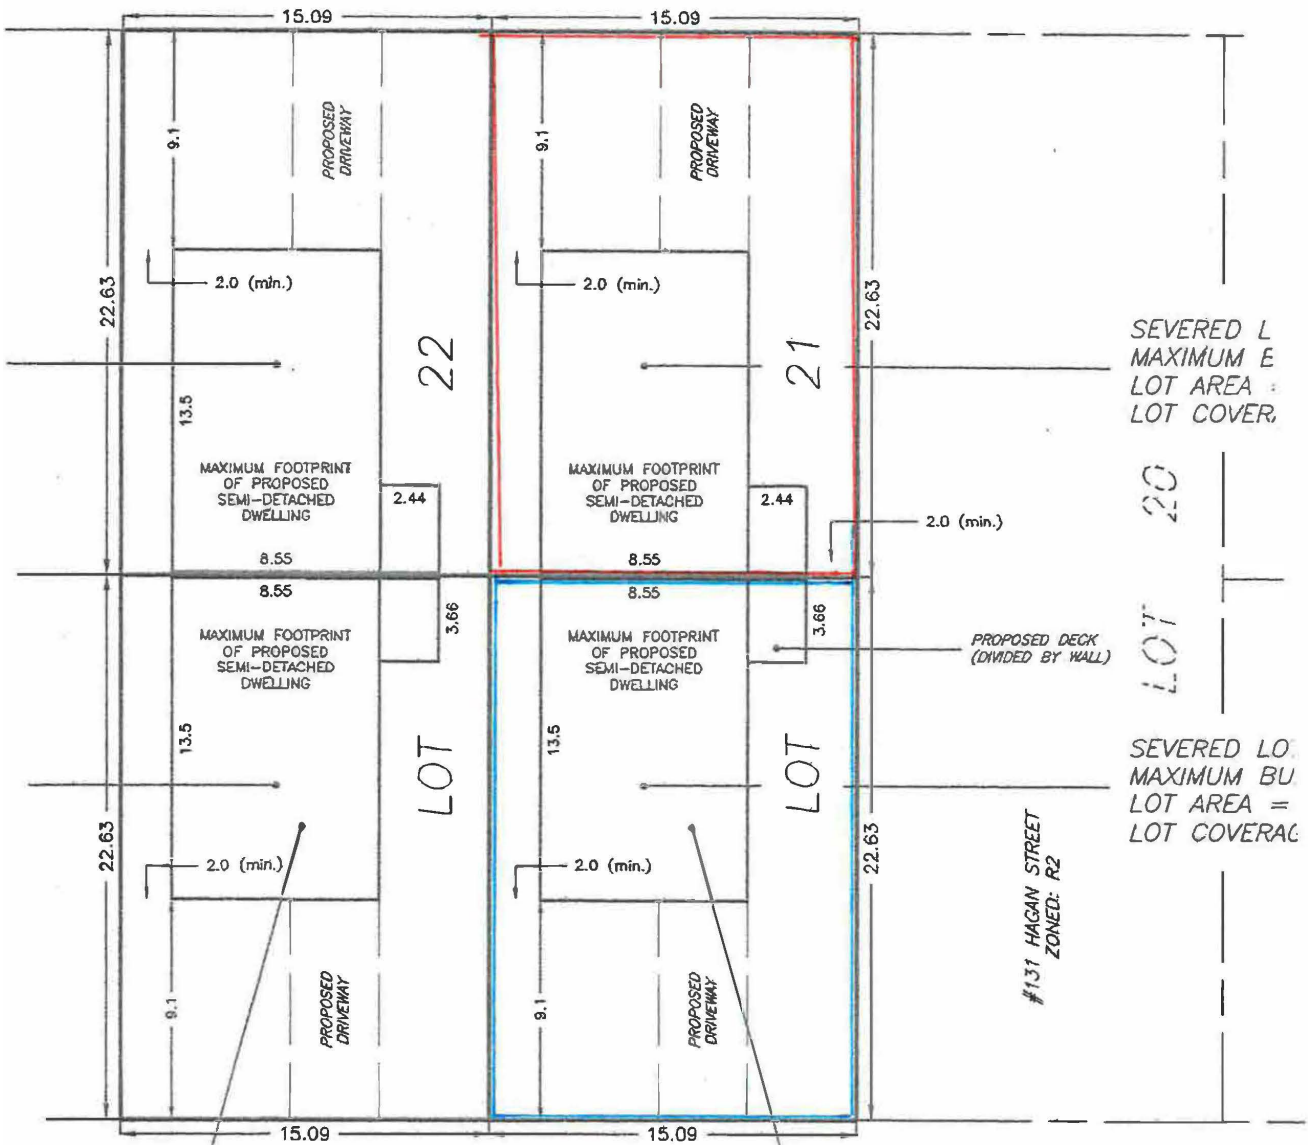 15.09
15.09
9.1
PROPOSED
DRIVEWAY
9.1
PROPOSED
DRIVEWAY
2.0 (min.)
2.0 (min.)
22.63
22.63
22
21
SEVERED L
MAXIMUM
LOT AREA
LOT COVER
13.5
MAXIMUM FOOTPRINT
OF PROPOSED
SEMI-DETACHED
DWELLING
2.44
MAXIMUM FOOTPRINT
OF PROPOSED
SEMI-DETACHED
DWELLING
2.44
2.0 (min.)
20
8.55
8.55
8.55
8.55
MAXIMUM FOOTPRINT
OF PROPOSED
SEMI-DETACHED
DWELLING
3.66
MAXIMUM FOOTPRINT
OF PROPOSED
SEMI-DETACHED
DWELLING
3.66
PROPOSED DECK
(DIVIDED BY WALL)
LOT
13.5
LOT
13.5
LOT
SEVERED LO
MAXIMUM BU
LOT AREA =
LOT COVERAG
22.63
22.63
2.0 (min.)
2.0 (min.)
#131 HAGAN STREET
ZONED: R2
9.1
PROPOSED
DRIVEWAY
9.1
PROPOSED
DRIVEWAY
15.09
15.09